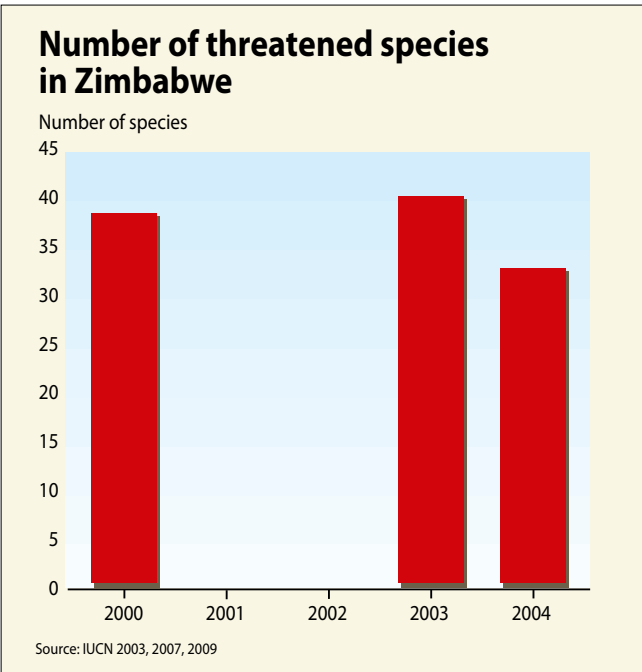 Number of threatened species
in Zimbabwe
Number of species
45
40
35
30
25
20
15
10
5
0
2000 2001 2002 2003 2004
Source: IUCN 2003, 2007, 2009